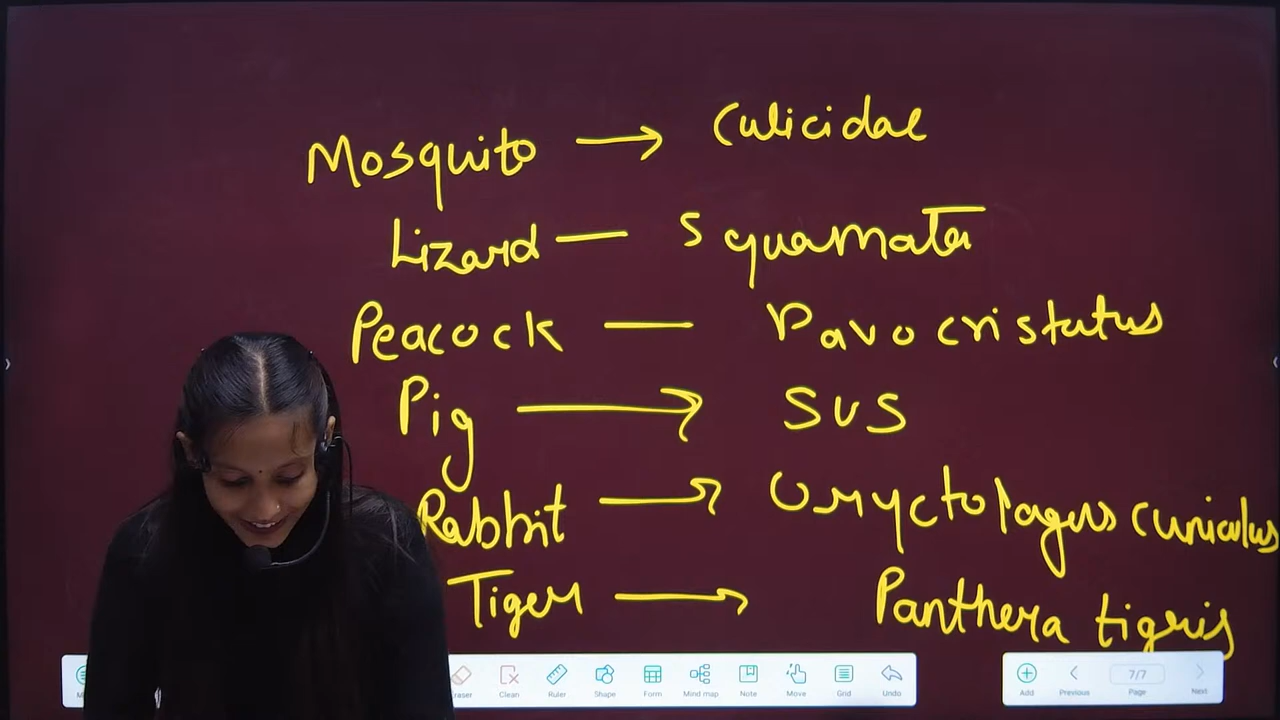 Mosquito → Culicidae
Lizard — Squamata
Peacock — Pavo cristatus
Pig → sus
Rabbit → Oryctolagus cuniculus
Tiger → Panthera tigris
Eraser Clean Ruler Shape Form Mind map Note Move Grid Undo
Add Previous 7/7 Page Next